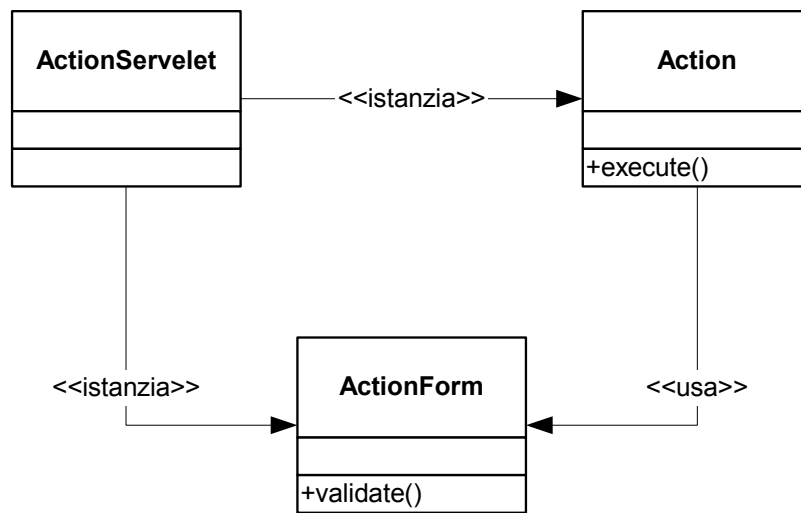 ActionServelet
Action
<<istanzia>>
+execute()
ActionForm
<<istanzia>>
<<usa>>
+validate()